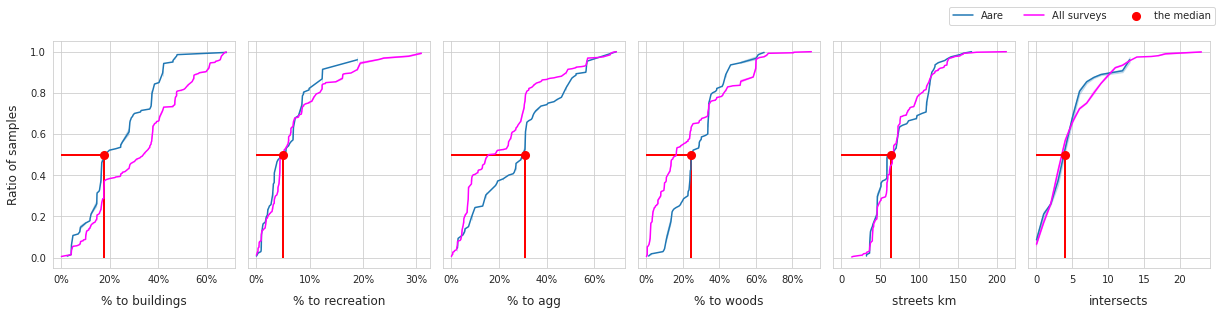 Aare All surveys the median
Ratio of samples
1.0
0.8
0.6
0.4
0.2
0.0
0% 20% 40% 60%
% to buildings
0% 10% 20% 30%
% to recreation
0% 20% 40% 60%
% to agg
0% 20% 40% 60% 80%
% to woods
0 50 100 150 200
streets km
0 5 10 20
intersects